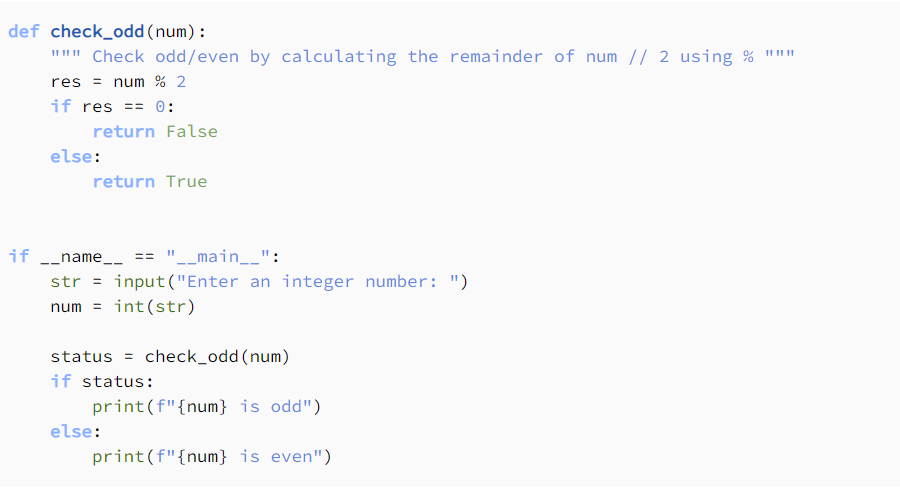 def check_odd(num):
    """ Check odd/even by calculating the remainder of num // 2 using % """
    res = num % 2
    if res == 0:
        return False
    else:
        return True
if __name__ == "__main__":
    str = input("Enter an integer number: ")
    num = int(str)
    status = check_odd(num)
    if status:
        print(f"{num} is odd")
    else:
        print(f"{num} is even")